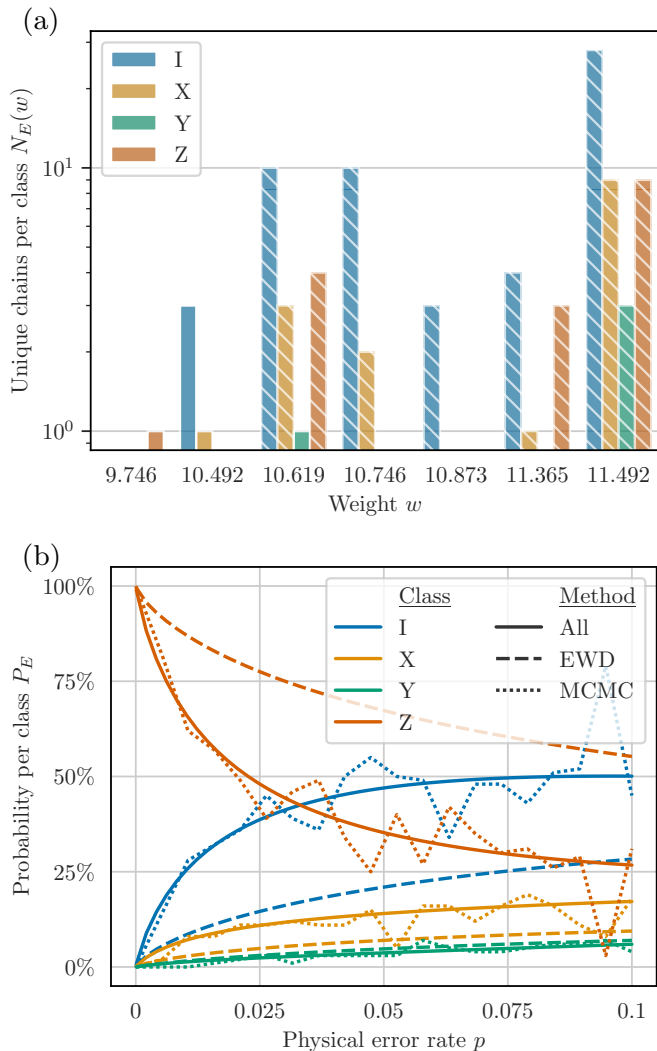 (a)
Unique chains per class N_E(w)
10^1
10^0
I
X
Y
Z
9.746 10.492 10.619 10.746 10.873 11.365 11.492
Weight w
(b)
Probability per class P_E
100%
75%
50%
25%
0%
Class Method
I All
X EWD
Y MCMC
Z
0 0.025 0.05 0.075 0.1
Physical error rate p